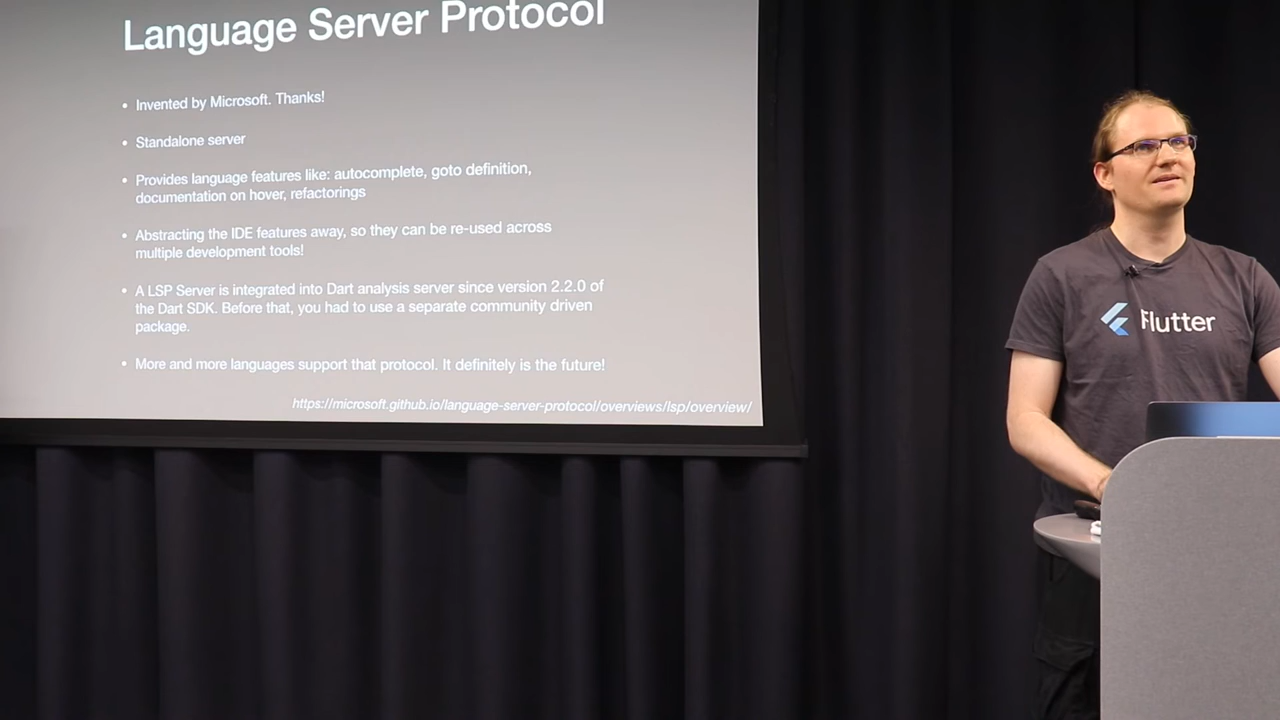 Language Server Protocol
• Invented by Microsoft. Thanks!
• Standalone server
• Provides language features like: autocomplete, goto definition,
documentation on hover, refactorings
• Abstracting the IDE features away, so they can be re-used across
multiple development tools!
• A LSP Server is integrated into Dart analysis server since version 2.2.0 of
the Dart SDK. Before that, you had to use a separate community driven
package.
• More and more languages support that protocol. It definitely is the future!
https://microsoft.github.io/language-server-protocol/overviews/lsp/overview/
Flutter